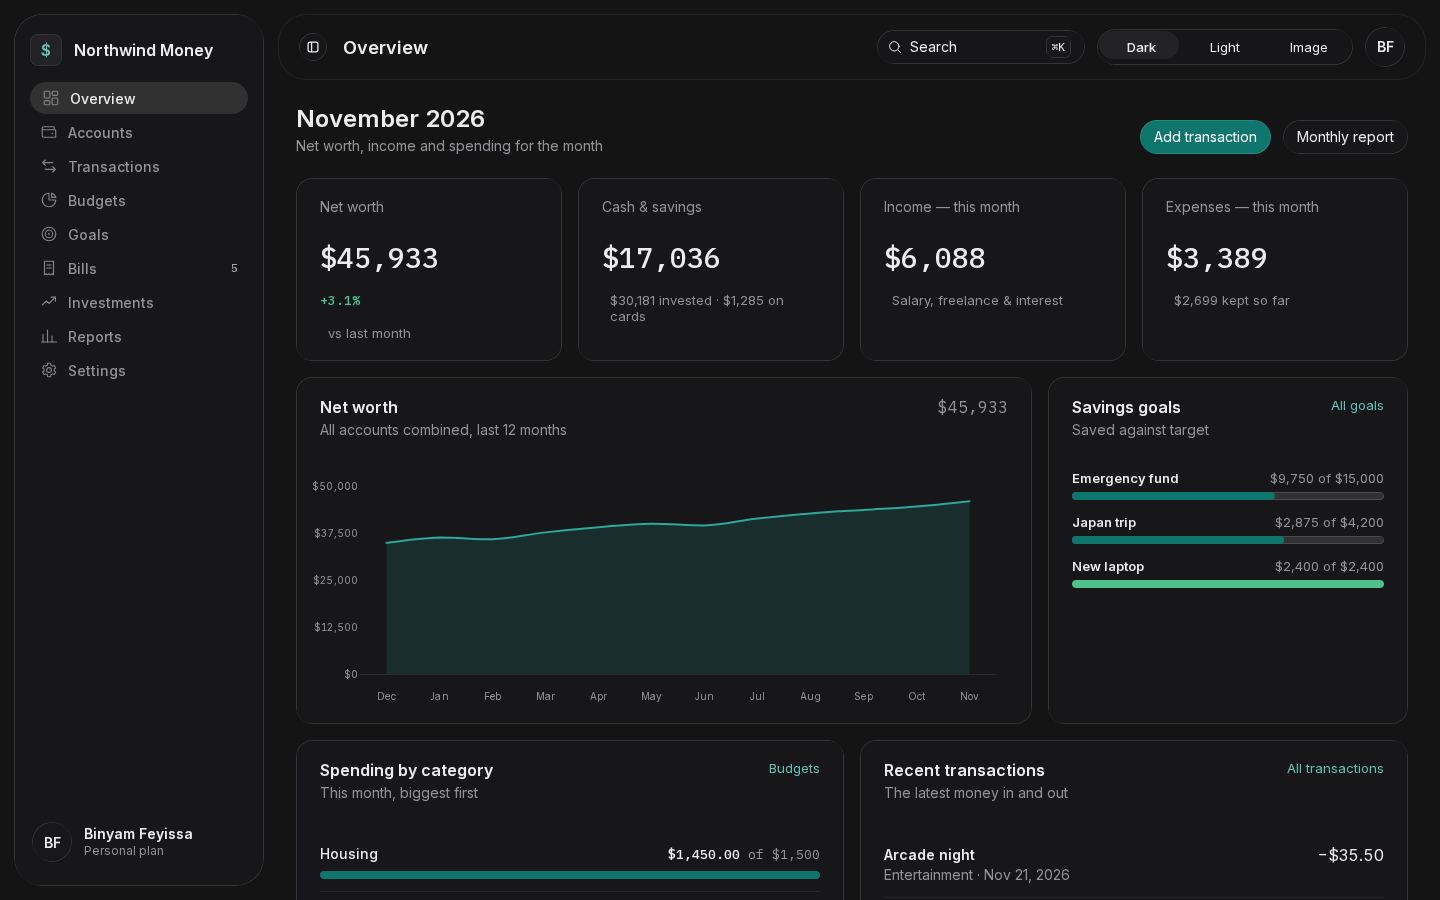 $ Northwind Money
Overview
Accounts
Transactions
Budgets
Goals
Bills 5
Investments
Reports
Settings
BF Binyam Feyissa
Personal plan
Overview
Search ⌘K
Dark Light Image
BF
November 2026
Net worth, income and spending for the month
Add transaction Monthly report
Net worth
$45,933
+3.1%
vs last month
Cash & savings
$17,036
$30,181 invested · $1,285 on
cards
Income — this month
$6,088
Salary, freelance & interest
Expenses — this month
$3,389
$2,699 kept so far
Net worth $45,933
All accounts combined, last 12 months
$50,000
$37,500
$25,000
$12,500
$0
Dec Jan Feb Mar Apr May Jun Jul Aug Sep Oct Nov
Savings goals All goals
Saved against target
Emergency fund $9,750 of $15,000
Japan trip $2,875 of $4,200
New laptop $2,400 of $2,400
Spending by category Budgets
This month, biggest first
Housing $1,450.00 of $1,500
Recent transactions All transactions
The latest money in and out
Arcade night −$35.50
Entertainment · Nov 21, 2026